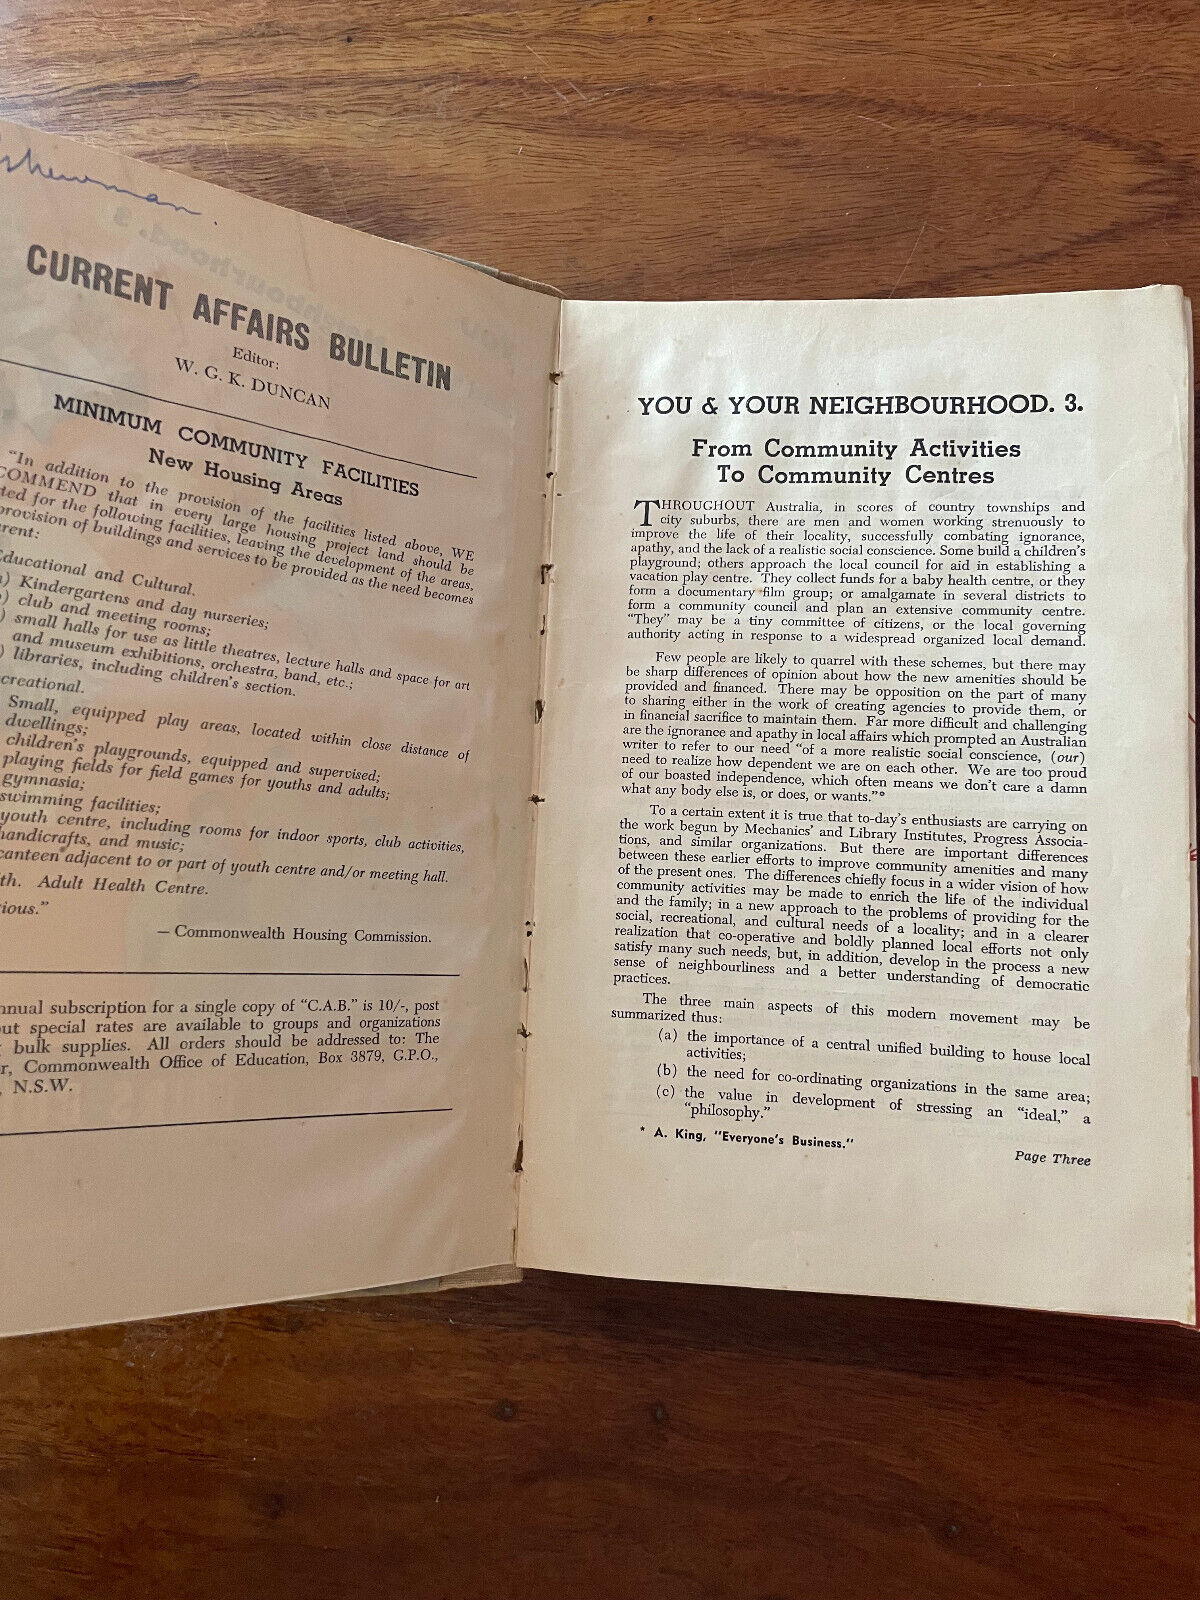 CURRENT AFFAIRS BULLETIN
Editor:
W. G. K. DUNCAN
MINIMUM COMMUNITY FACILITIES
New Housing Areas
"In addition to the provision of the facilities listed above, WE
COMMEND that in every large housing project land should be
ted for the following facilities, leaving the development of the areas,
provision of buildings and services to be provided as the need becomes
rent:
Educational and Cultural.
) Kindergartens and day nurseries;
) club and meeting rooms;
) small halls for use as little theatres, lecture halls and space for art
and museum exhibitions, orchestra, band, etc.;
) libraries, including children's section.
creational.
Small, equipped play areas, located within close distance of
dwellings;
children's playgrounds, equipped and supervised;
playing fields for field games for youths and adults;
gymnasia;
swimming facilities;
youth centre, including rooms for indoor sports, club activities,
handicrafts, and music;
canteen adjacent to or part of youth centre and/or meeting hall.
th. Adult Health Centre.
ious."
— Commonwealth Housing Commission.
nnual subscription for a single copy of "C.A.B." is 10/-, post
ut special rates are available to groups and organizations
bulk supplies. All orders should be addressed to: The
r, Commonwealth Office of Education, Box 3879, G.P.O.,
, N.S.W.
YOU & YOUR NEIGHBOURHOOD. 3.
From Community Activities
To Community Centres
THROUGHOUT Australia, in scores of country townships and
city suburbs, there are men and women working strenuously to
improve the life of their locality, successfully combating ignorance,
apathy, and the lack of a realistic social conscience. Some build a children's
playground; others approach the local council for aid in establishing a
vacation play centre. They collect funds for a baby health centre, or they
form a documentary film group; or amalgamate in several districts to
form a community council and plan an extensive community centre.
"They" may be a tiny committee of citizens, or the local governing
authority acting in response to a widespread organized local demand.
Few people are likely to quarrel with these schemes, but there may
be sharp differences of opinion about how the new amenities should be
provided and financed. There may be opposition on the part of many
to sharing either in the work of creating agencies to provide them, or
in financial sacrifice to maintain them. Far more difficult and challenging
are the ignorance and apathy in local affairs which prompted an Australian
writer to refer to our need "of a more realistic social conscience, (our)
need to realize how dependent we are on each other. We are too proud
of our boasted independence, which often means we don't care a damn
what any body else is, or does, or wants."*
To a certain extent it is true that to-day's enthusiasts are carrying on
the work begun by Mechanics' and Library Institutes, Progress Associa-
tions, and similar organizations. But there are important differences
between these earlier efforts to improve community amenities and many
of the present ones. The differences chiefly focus in a wider vision of how
community activities may be made to enrich the life of the individual
and the family; in a new approach to the problems of providing for the
social, recreational, and cultural needs of a locality; and in a clearer
realization that co-operative and boldly planned local efforts not only
satisfy many such needs, but, in addition, develop in the process a new
sense of neighbourliness and a better understanding of democratic
practices.
The three main aspects of this modern movement may be
summarized thus:
(a) the importance of a central unified building to house local
activities;
(b) the need for co-ordinating organizations in the same area;
(c) the value in development of stressing an "ideal," a
"philosophy."
* A. King, "Everyone's Business."
Page Three